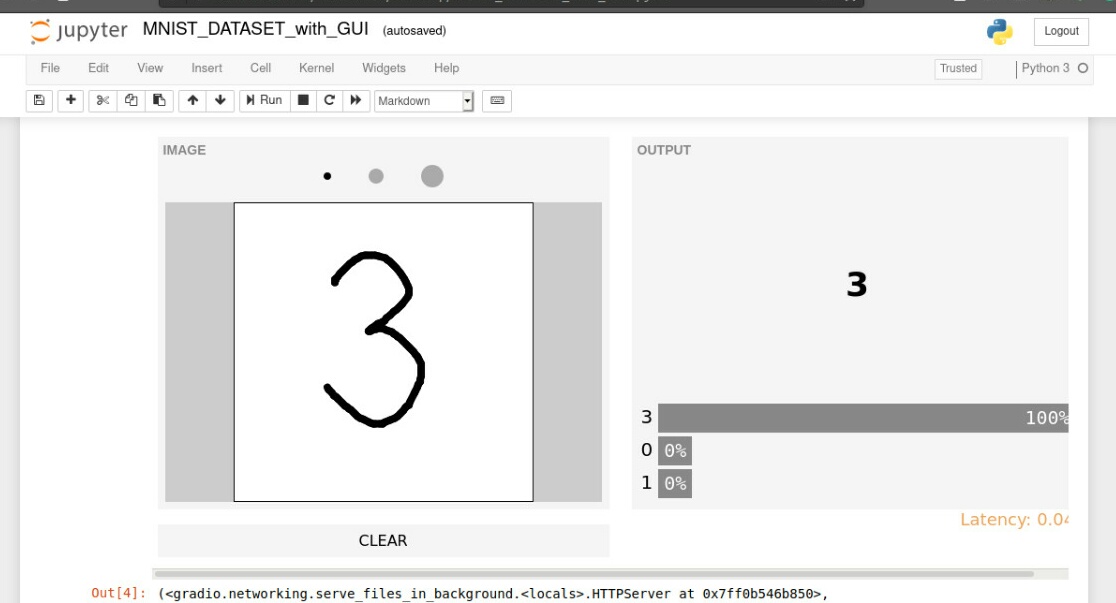 jupyter MNIST_DATASET_with_GUI (autosaved) Logout
File Edit View Insert Cell Kernel Widgets Help Trusted Python 3
Run Markdown
IMAGE
3
CLEAR
OUTPUT
3
3 100%
0 0%
1 0%
Latency: 0.04
Out[4]: (<gradio.networking.serve_files_in_background.<locals>.HTTPServer at 0x7ff0b546b850>,